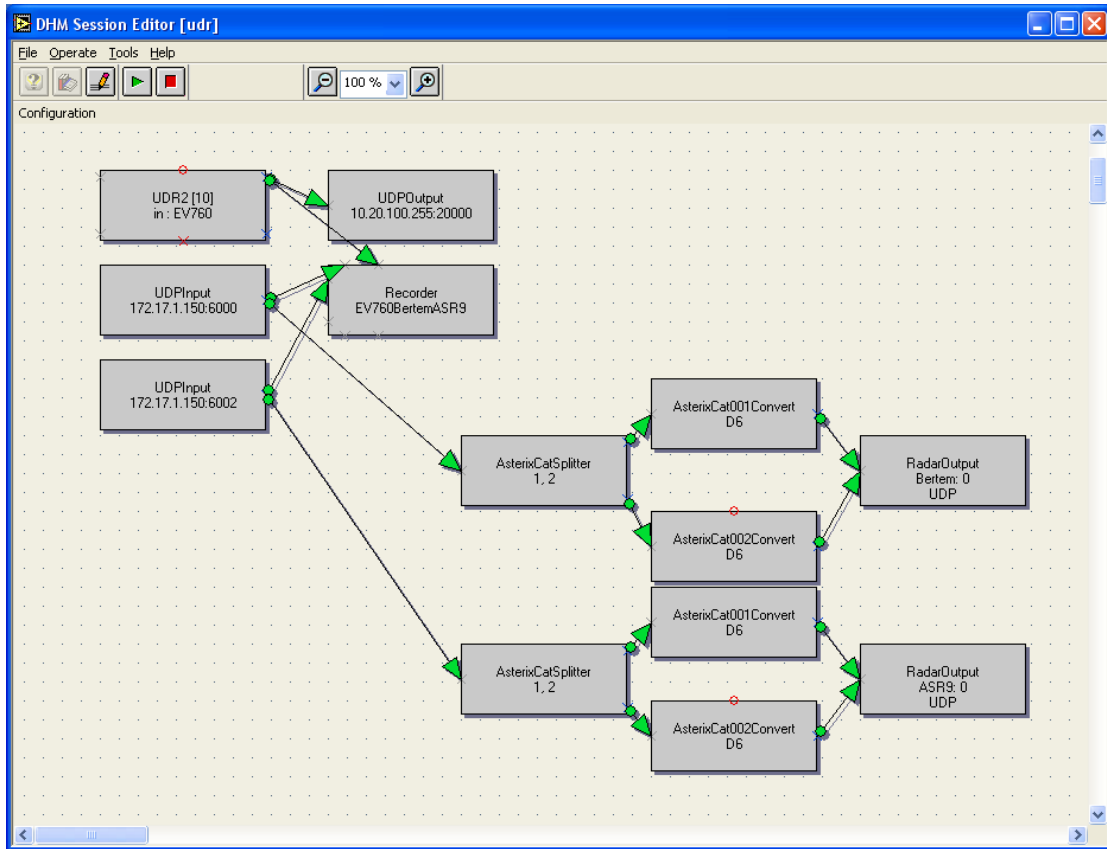 DHM Session Editor [udr]
File Operate Tools Help
100 %
Configuration
UDR2 [10]
in : EV760
UDPOutput
10.20.100.255:20000
UDPInput
172.17.1.150:6000
Recorder
EV760BertemASR9
UDPInput
172.17.1.150:6002
AsterixCat001Convert
D6
AsterixCatSplitter
1, 2
RadarOutput
Bertem: 0
UDP
AsterixCat002Convert
D6
AsterixCat001Convert
D6
AsterixCatSplitter
1, 2
RadarOutput
ASR9: 0
UDP
AsterixCat002Convert
D6